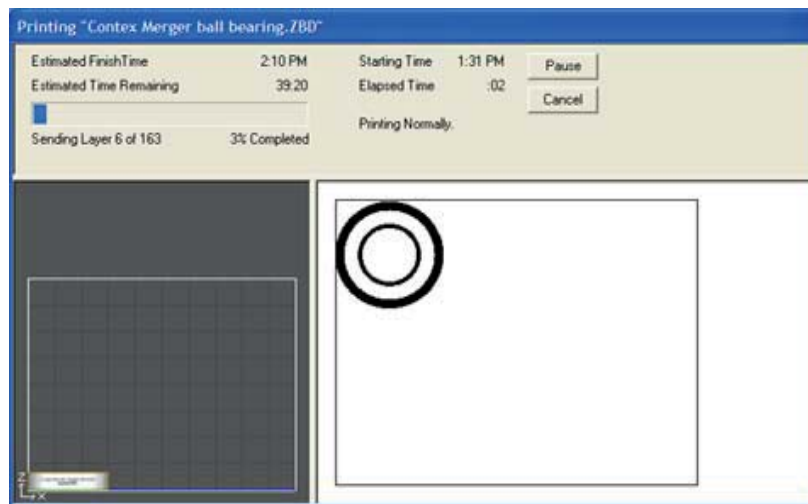 Printing "Contex Merger ball bearing.ZBD"
Estimated FinishTime 2:10 PM
Estimated Time Remaining 39:20
Sending Layer 6 of 163 3% Completed
Starting Time 1:31 PM
Elapsed Time :02
Printing Normally.
Pause
Cancel
Z
X